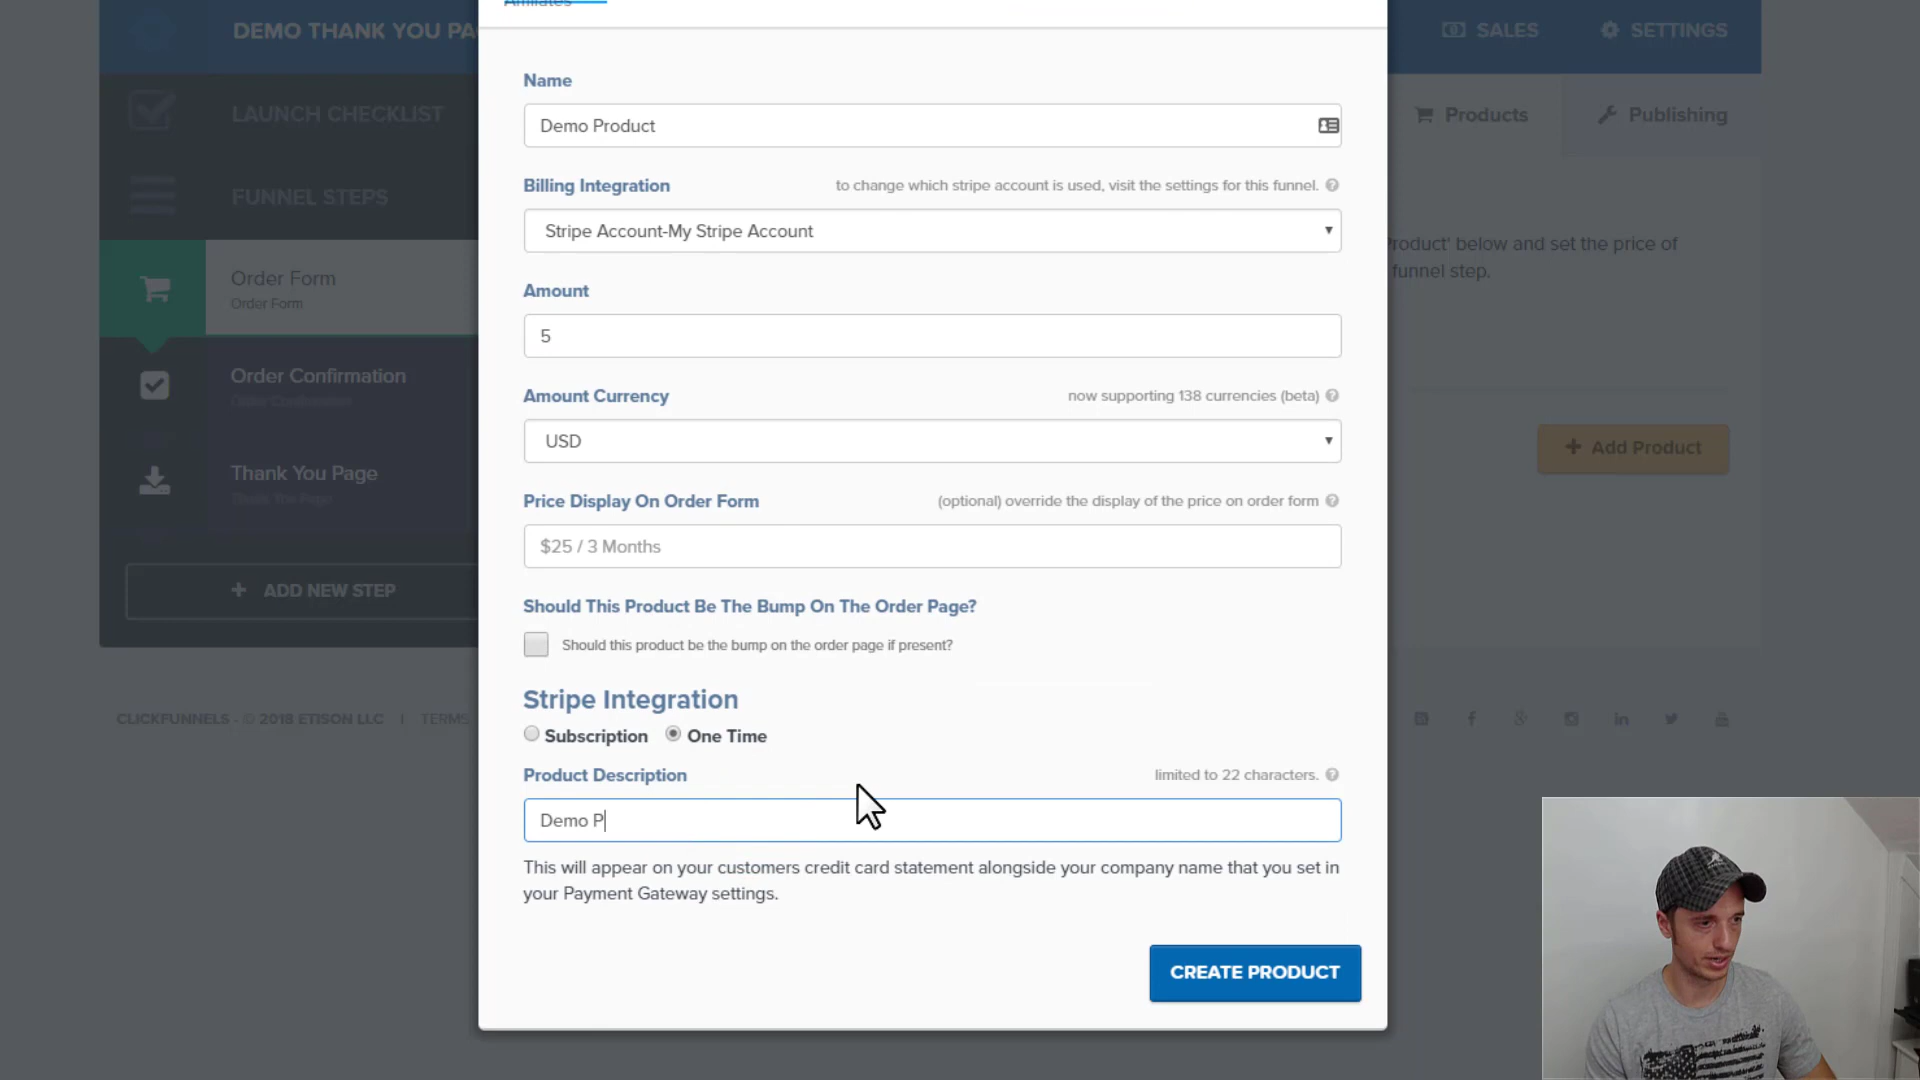 Affiliates
DEMO THANK YOU PA
SALES
SETTINGS
LAUNCH CHECKLIST
Products
Publishing
FUNNEL STEPS
Order Form
Order Form
Order Confirmation
Order Confirmation
Thank You Page
Thank You Page
+ ADD NEW STEP
Name
Demo Product
Billing Integration
to change which stripe account is used, visit the settings for this funnel.
Stripe Account-My Stripe Account
Product' below and set the price of
funnel step.
Amount
5
Amount Currency
now supporting 138 currencies (beta)
USD
+ Add Product
Price Display On Order Form
(optional) override the display of the price on order form
$25 / 3 Months
Should This Product Be The Bump On The Order Page?
Should this product be the bump on the order page if present?
Stripe Integration
Subscription
One Time
CLICKFUNNELS - © 2018 ETISON LLC | TERMS
Product Description
limited to 22 characters.
Demo P
This will appear on your customers credit card statement alongside your company name that you set in
your Payment Gateway settings.
CREATE PRODUCT